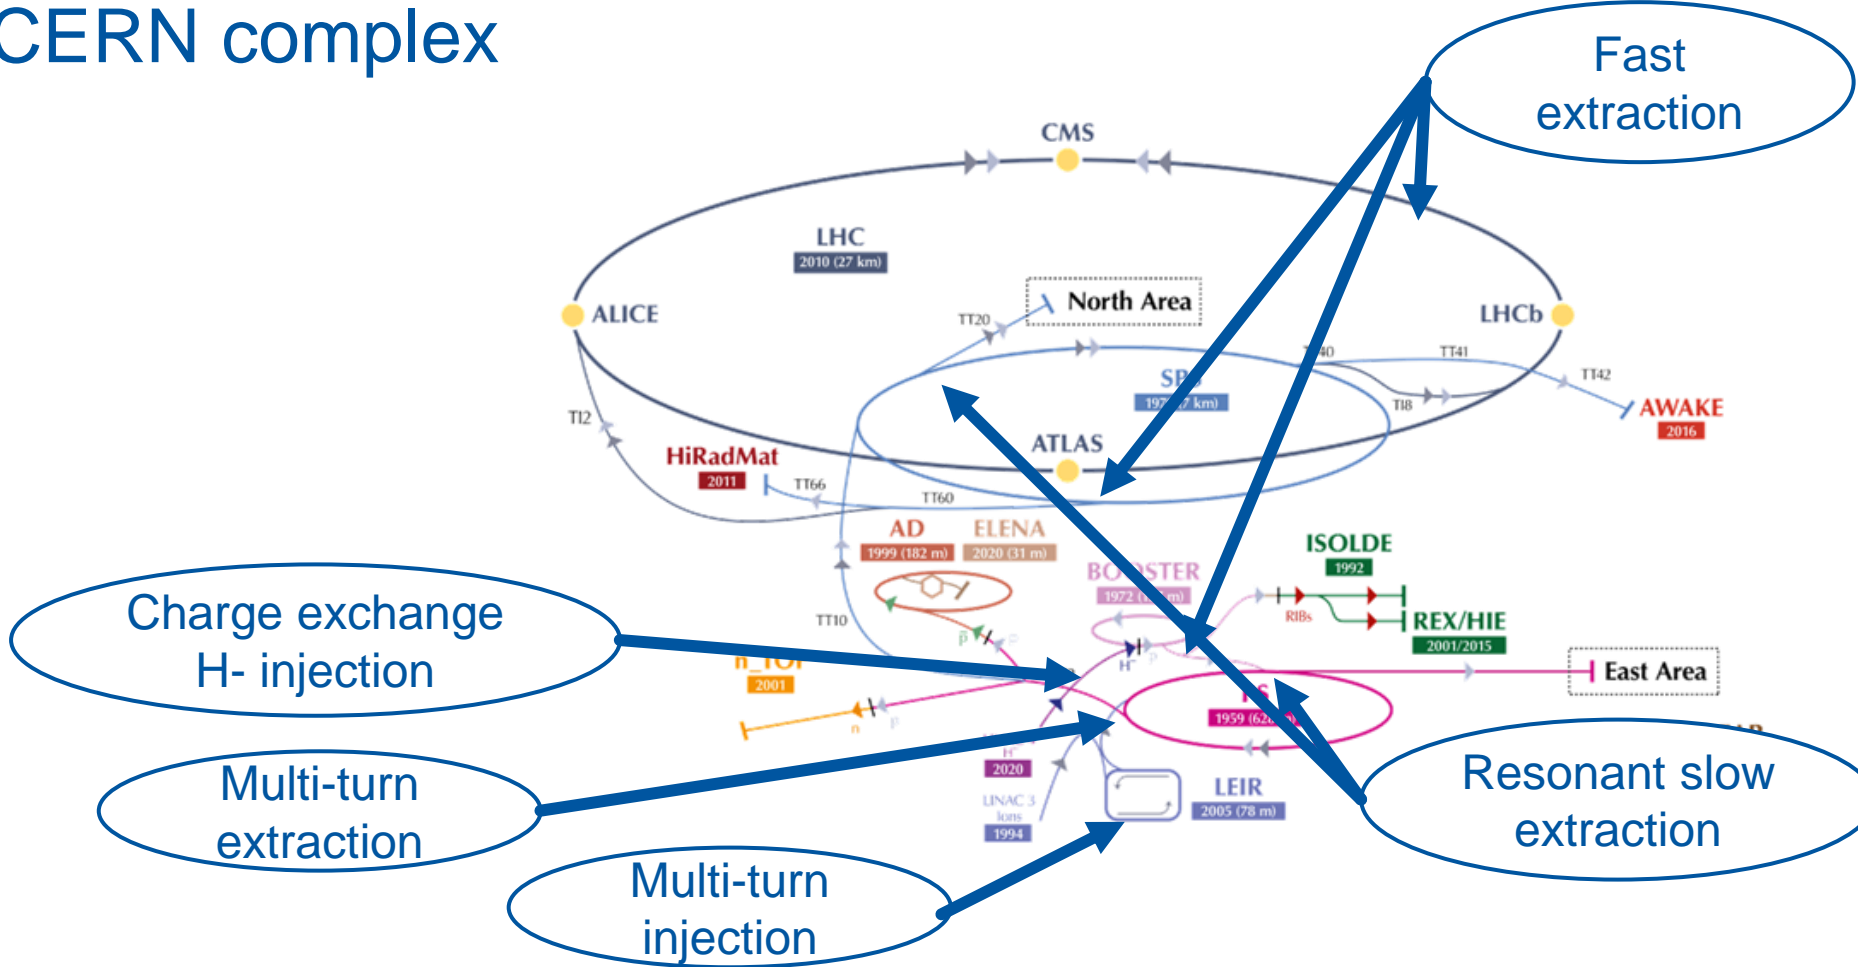 CERN complex
Fast
extraction
CMS
LHC
2010 (27 km)
North Area
TT20
ALICE
LHCb
TT41
TT42
TI8
TI2
AWAKE
2016
ATLAS
HiRadMat
2011
TT66
TT60
AD
1999 (182 m)
ELENA
2020 (31 m)
ISOLDE
1992
RIBs
REX/HIE
2001/2015
East Area
TT10
Charge exchange
H- injection
2001
n
p
p
H-
p
1959
2020
LINAC 3
Ions
1994
LEIR
2005 (78 m)
Multi-turn
extraction
Multi-turn
injection
Resonant slow
extraction